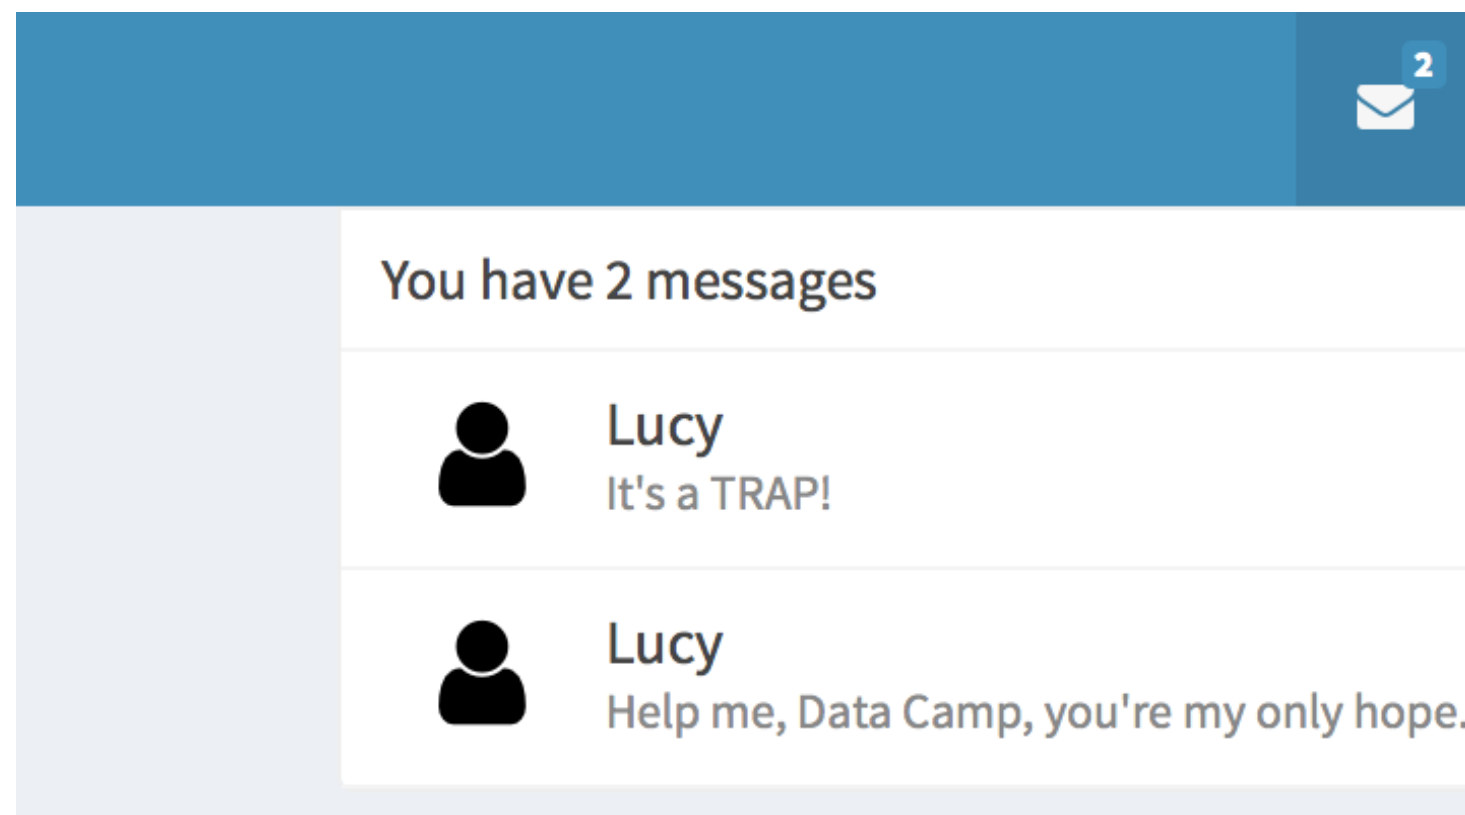 2
You have 2 messages
Lucy
It's a TRAP!
Lucy
Help me, Data Camp, you're my only hope.